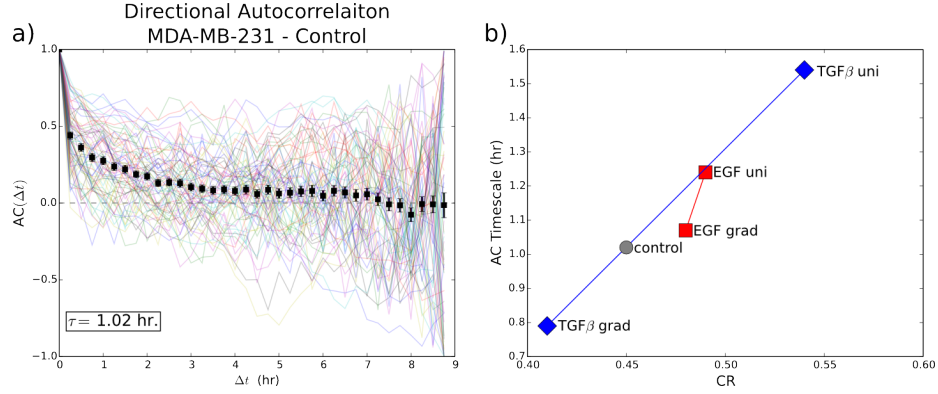 Directional Autocorrelaiton
MDA-MB-231 - Control
a)
1.0
0.5
0.0
−0.5
−1.0
AC(Δt)
τ = 1.02 hr.
0 1 2 3 4 5 6 7 8 9
Δt (hr)
b)
1.6
1.5
1.4
1.3
1.2
1.1
1.0
0.9
0.8
0.7
AC Timescale (hr)
TGFβ uni
EGF uni
EGF grad
control
TGFβ grad
0.40 0.45 0.50 0.55 0.60
CR